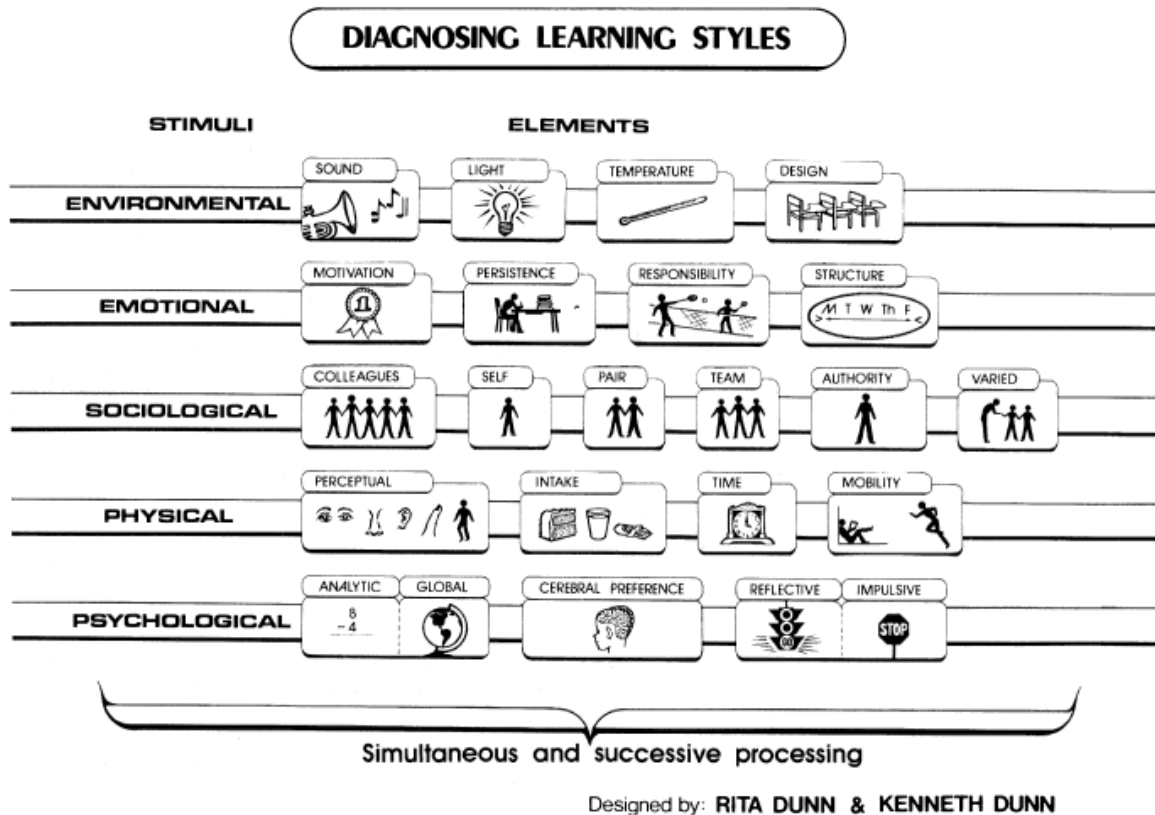 DIAGNOSING LEARNING STYLES
STIMULI ELEMENTS
SOUND LIGHT TEMPERATURE DESIGN
ENVIRONMENTAL
MOTIVATION PERSISTENCE RESPONSIBILITY STRUCTURE
1
M T W Th F
EMOTIONAL
COLLEAGUES SELF PAIR TEAM AUTHORITY VARIED
SOCIOLOGICAL
PERCEPTUAL INTAKE TIME MOBILITY
PHYSICAL
ANALYTIC GLOBAL CEREBRAL PREFERENCE REFLECTIVE IMPULSIVE
8
-4
STOP
PSYCHOLOGICAL
Simultaneous and successive processing
Designed by: RITA DUNN & KENNETH DUNN